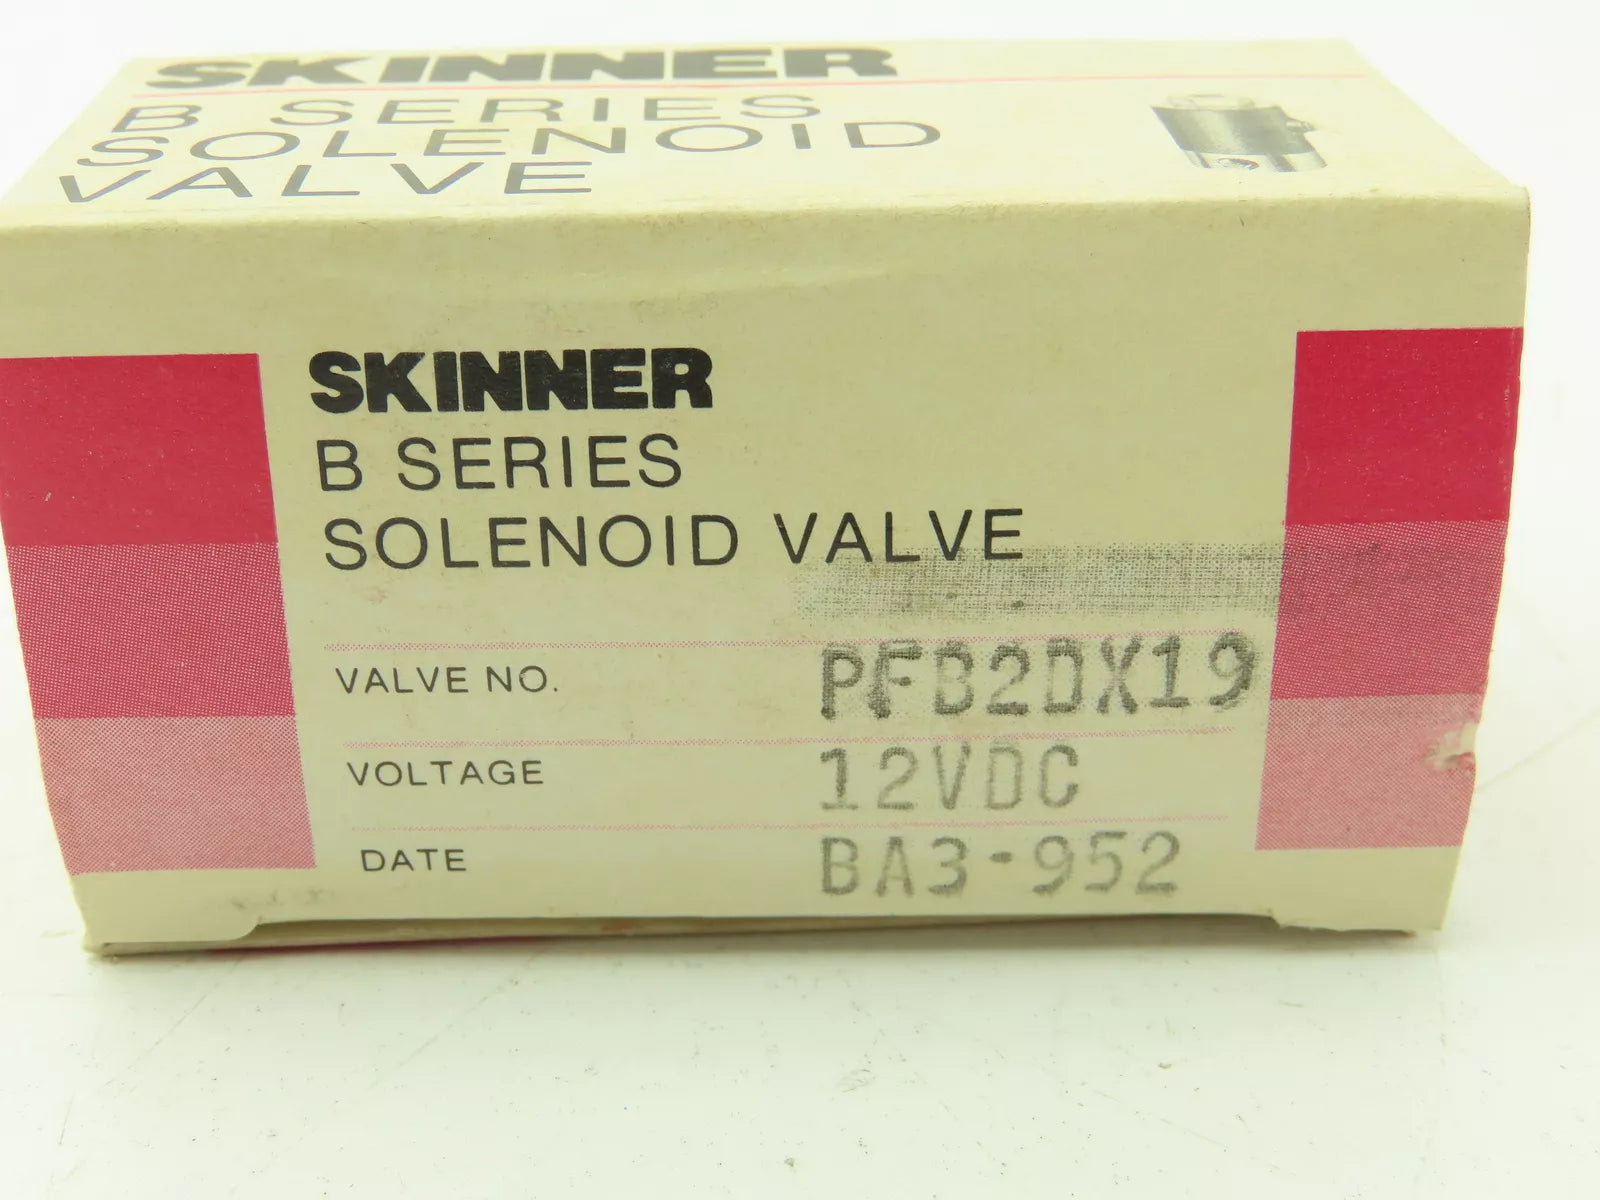 SKINNER
B SERIES
SOLENOID
VALVE
SKINNER
B SERIES
SOLENOID VALVE
VALVE NO. PFB2DX19
VOLTAGE 12VDC
DATE BA3-952